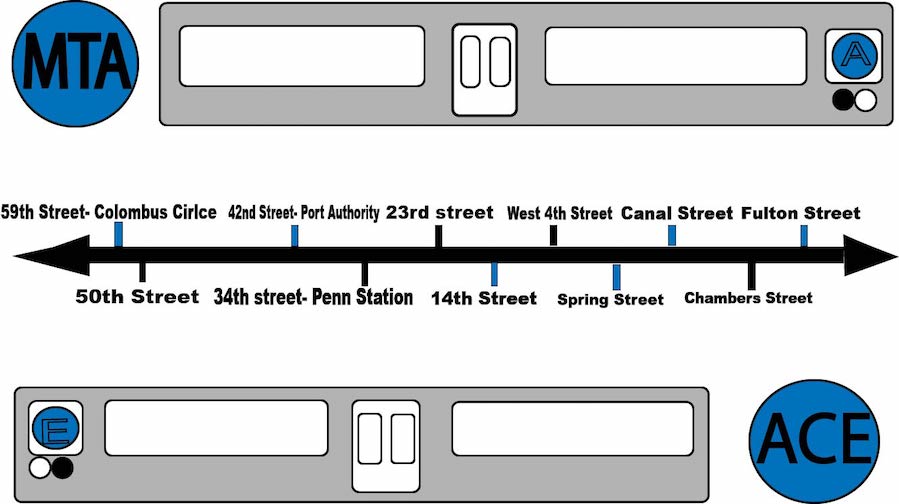 MTA
A
59th Street- Colombus Cirlce 42nd Street- Port Authority 23rd street West 4th Street Canal Street Fulton Street
50th Street 34th street- Penn Station 14th Street Spring Street Chambers Street
E
ACE